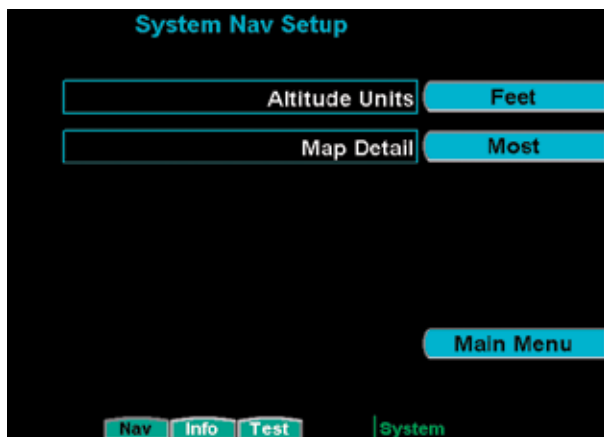 System Nav Setup
Altitude Units Feet
Map Detail Most
Main Menu
Nav Info Test System